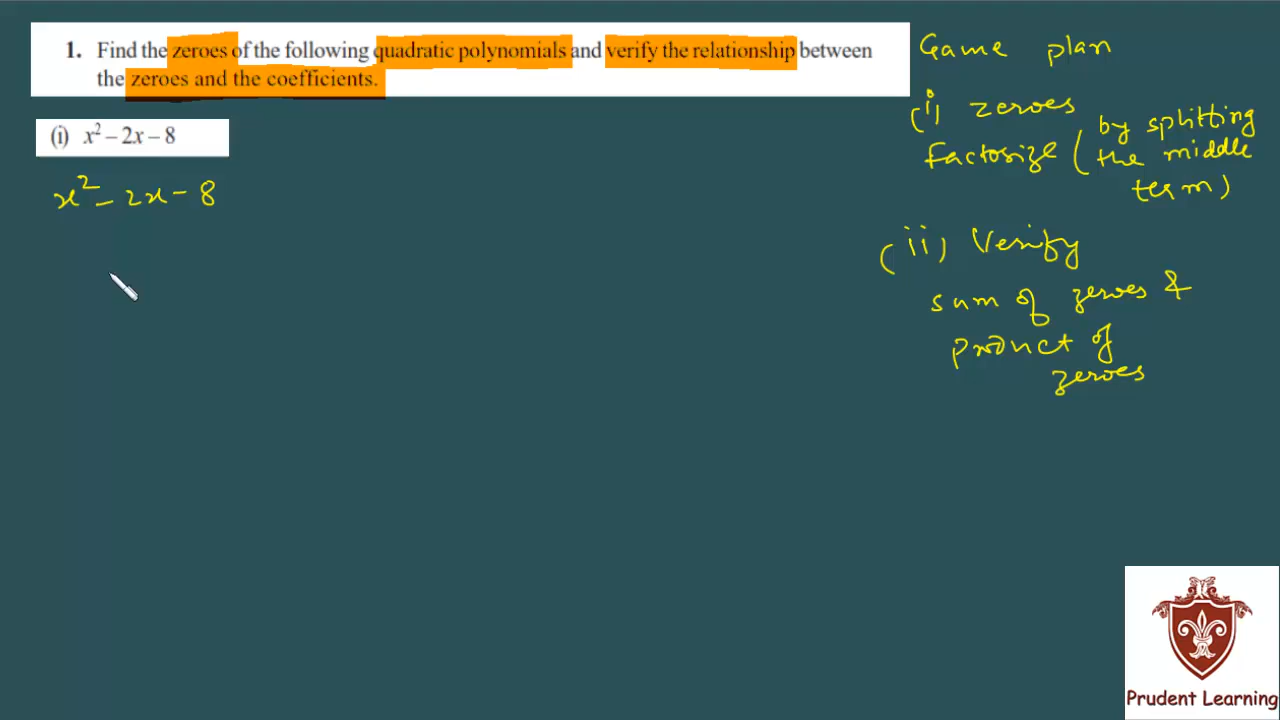 1. Find the zeroes of the following quadratic polynomials and verify the relationship between
the zeroes and the coefficients.
(i) x² – 2x – 8
x² – 2x – 8
Game plan
(i) zeroes
factorize (by splitting
the middle
term)
(ii) Verify
sum of zeroes &
product of
zeroes
Prudent Learning